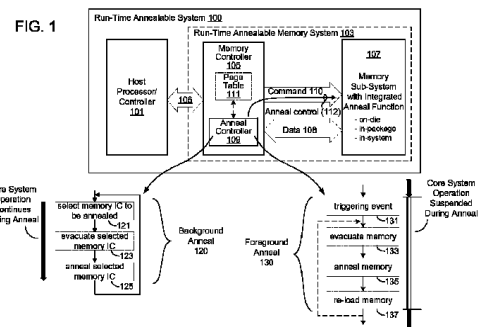 FIG. 1
Run-Time Annealable System 100
Run-Time Annealable Memory System 103
Host
Processor/
Controller
101
106
Memory
Controller
105
Page
Table
111
Anneal
Controller
109
Command 110
Anneal control (112)
Data 108
107
Memory
Sub-System
with Integrated
Anneal Function
- on-die
- in-package
- in-system
re System
peration
ontinues
ing Anneal
select memory IC to
be annealed
121
evacuate selected
memory IC
123
anneal selected
memory IC
125
Background
Anneal
120
Foreground
Anneal
130
triggering event
131
evacuate memory
133
anneal memory
135
re-load memory
137
Core System
Operation
Suspended
During Anneal